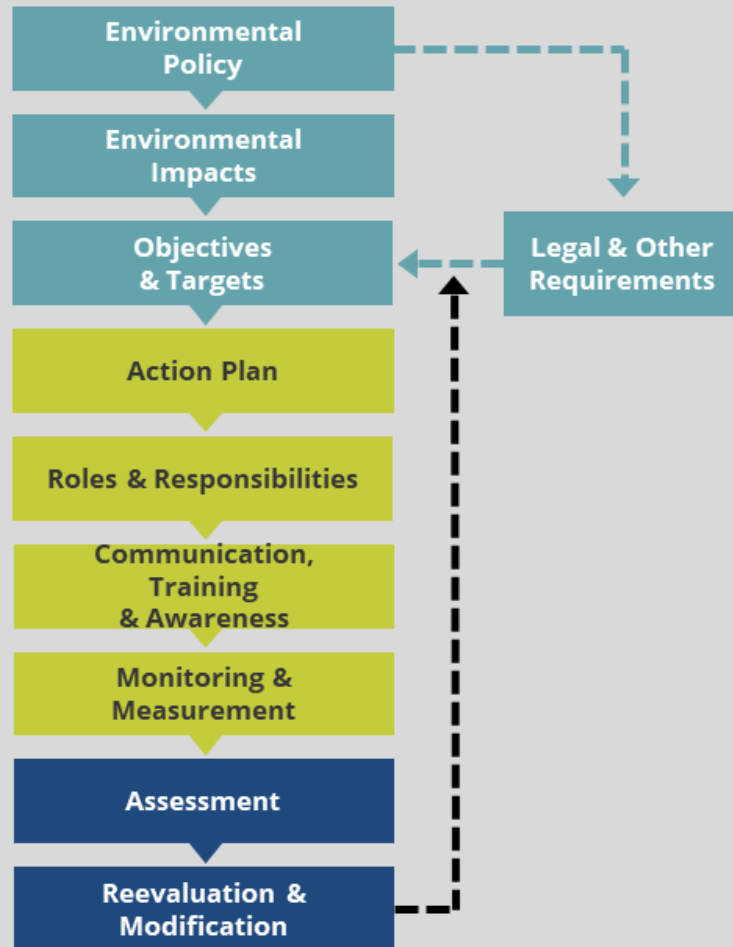 Environmental
Policy
Environmental
Impacts
Objectives
& Targets
Legal & Other
Requirements
Action Plan
Roles & Responsibilities
Communication,
Training
& Awareness
Monitoring &
Measurement
Assessment
Reevaluation &
Modification